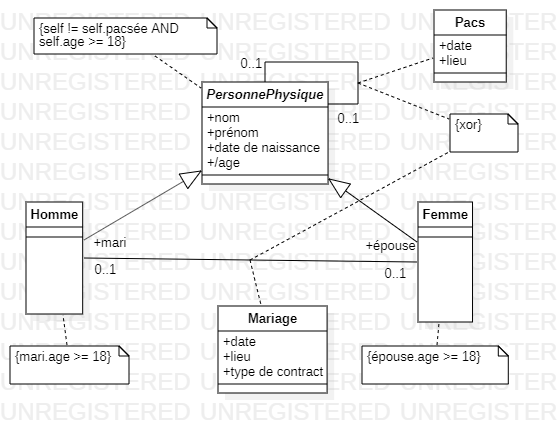 {self != self.pacsée AND
self.age >= 18}
Pacs
+date
+lieu
0..1
PersonnePhysique
+nom
+prénom
+date de naissance
+/age
0..1
{xor}
Homme
Femme
+mari
+épouse
0..1
0..1
Mariage
+date
+lieu
+type de contract
{mari.age >= 18}
{épouse.age >= 18}
UNREGISTERED UNREGISTERED UNREGISTERED